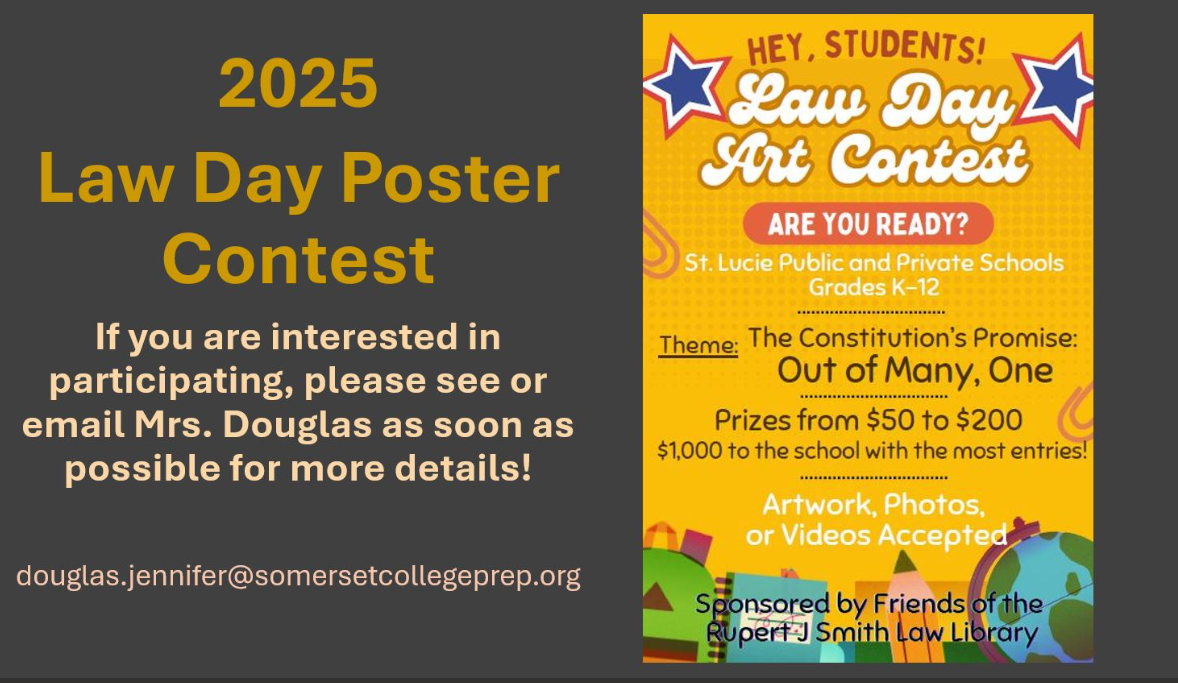 2025
Law Day Poster
Contest
If you are interested in
participating, please see or
email Mrs. Douglas as soon as
possible for more details!
douglas.jennifer@somersetcollegeprep.org
HEY, STUDENTS!
Law Day
Art Contest
ARE YOU READY?
St. Lucie Public and Private Schools
Grades K-12
Theme: The Constitution's Promise:
Out of Many, One
Prizes from $50 to $200
$1,000 to the school with the most entries!
Artwork, Photos,
or Videos Accepted
Sponsored by Friends of the
Rupert J Smith Law Library